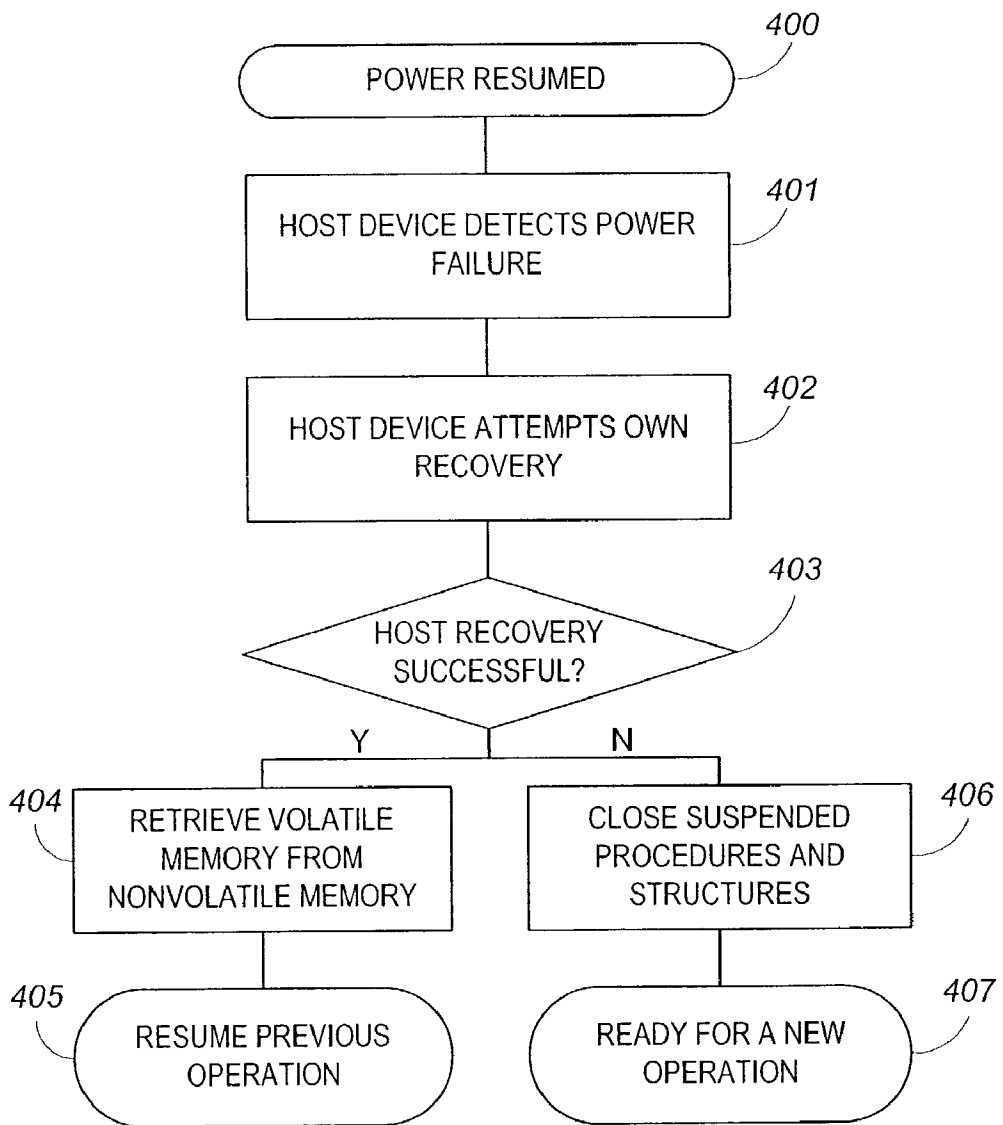 400
POWER RESUMED
401
HOST DEVICE DETECTS POWER
FAILURE
402
HOST DEVICE ATTEMPTS OWN
RECOVERY
403
HOST RECOVERY
SUCCESSFUL?
Y
N
404
RETRIEVE VOLATILE
MEMORY FROM
NONVOLATILE MEMORY
406
CLOSE SUSPENDED
PROCEDURES AND
STRUCTURES
405
RESUME PREVIOUS
OPERATION
407
READY FOR A NEW
OPERATION